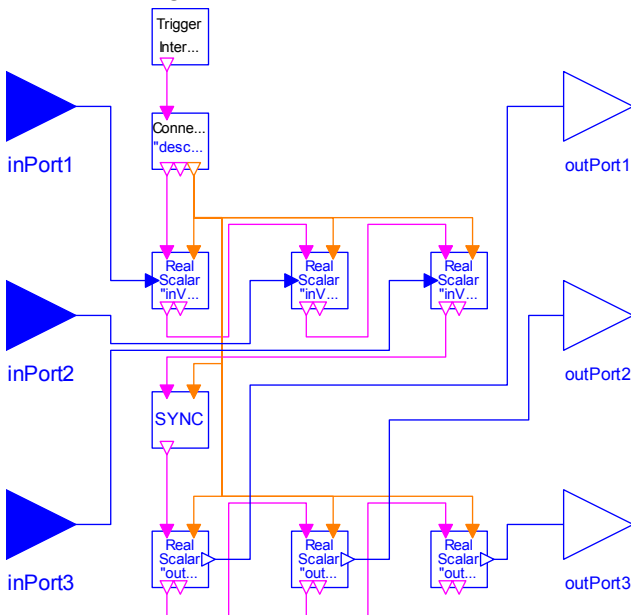 Trigger
Inter...
Conne...
"desc...
inPort1
outPort1
Real
Scalar
"inV...
Real
Scalar
"inV...
Real
Scalar
"inV...
inPort2
outPort2
SYNC
Real
Scalar
"out...
Real
Scalar
"out...
Real
Scalar
"out...
inPort3
outPort3